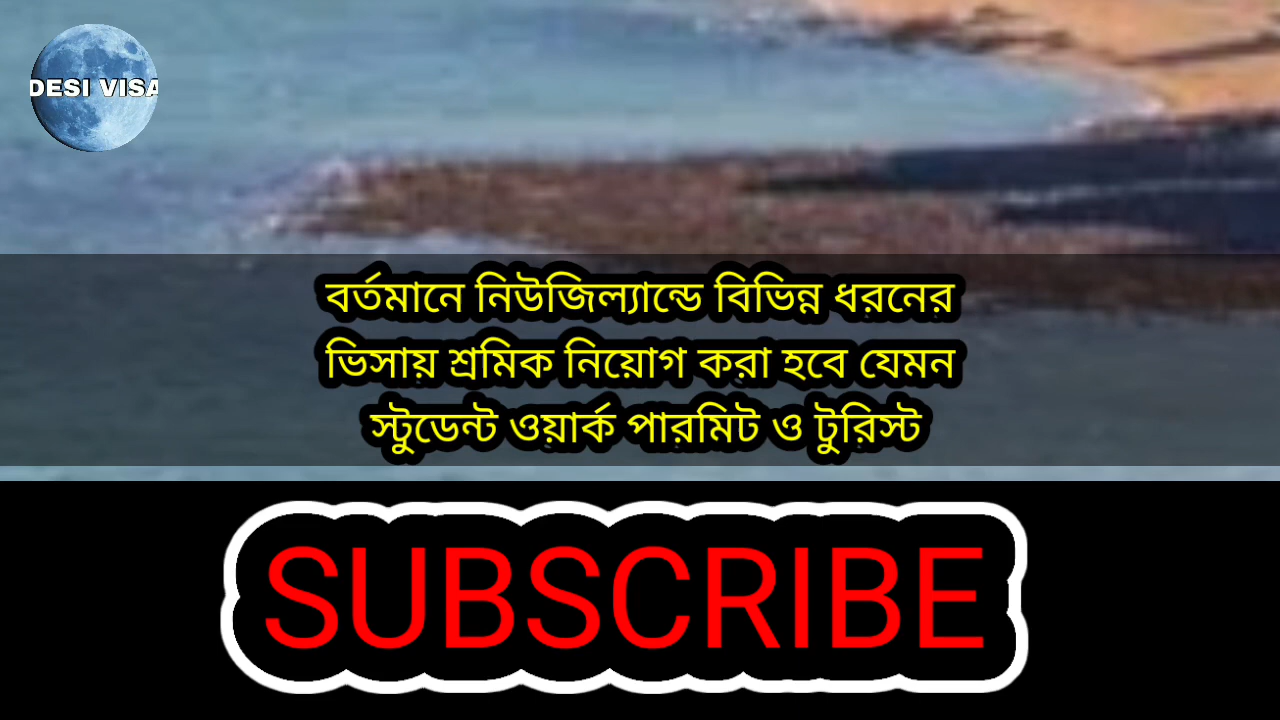 DESI VISA
বর্তমানে নিউজিল্যান্ডে বিভিন্ন ধরনের
ভিসায় শ্রমিক নিয়োগ করা হবে যেমন
স্টুডেন্ট ওয়ার্ক পারমিট ও টুরিস্ট
SUBSCRIBE